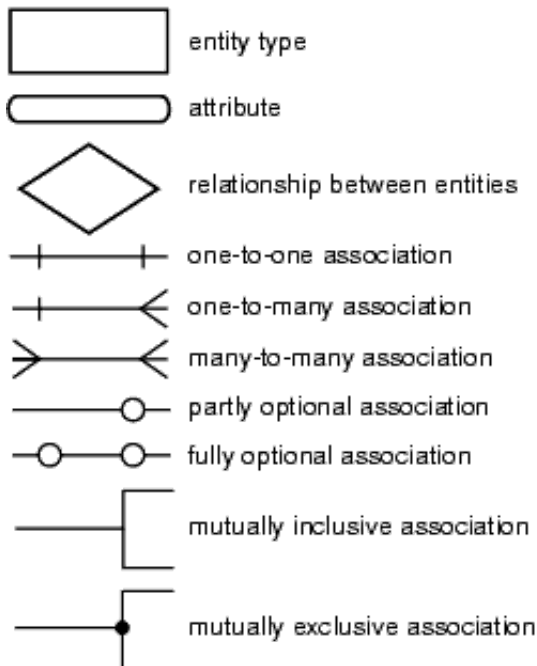 entity type
attribute
relationship between entities
one-to-one association
one-to-many association
many-to-many association
partly optional association
fully optional association
mutually inclusive association
mutually exclusive association